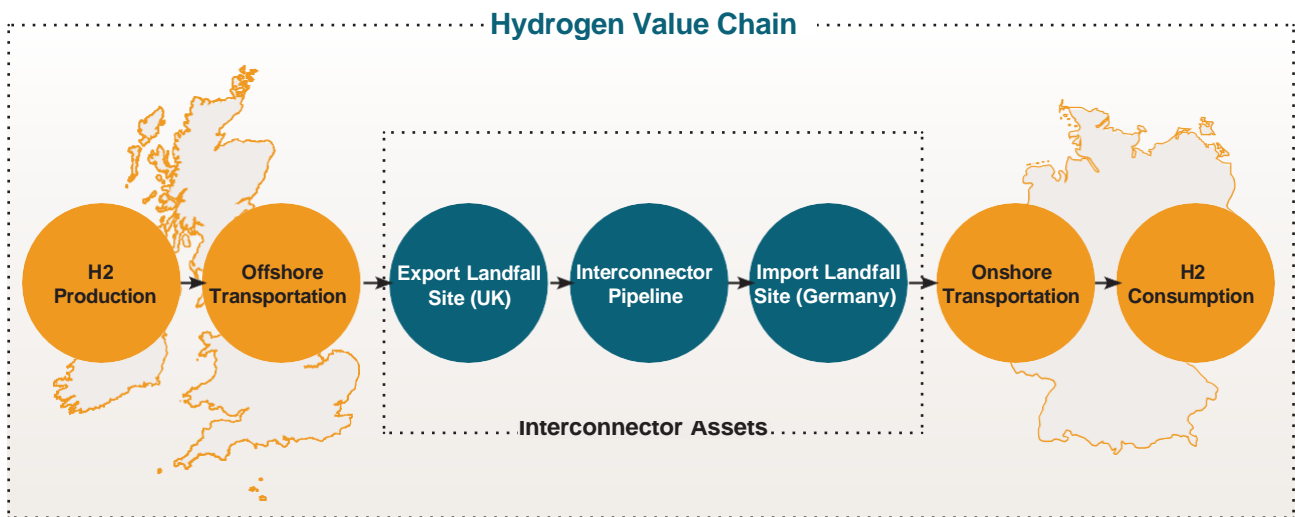 Hydrogen Value Chain
H2
Production
Offshore
Transportation
Export Landfall
Site (UK)
Interconnector
Pipeline
Import Landfall
Site (Germany)
Onshore
Transportation
H2
Consumption
Interconnector Assets